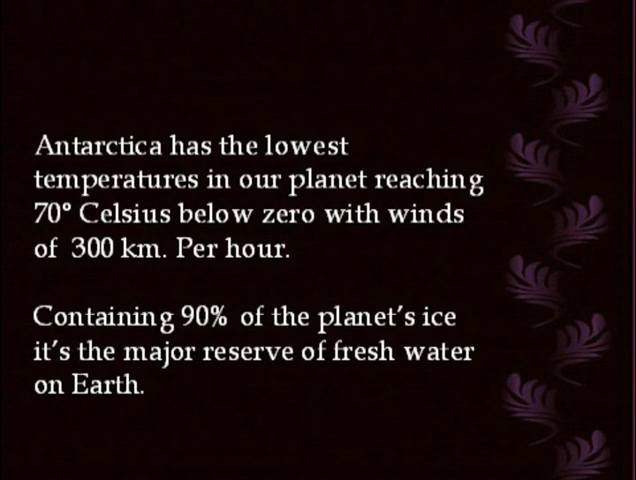 Antarctica has the lowest
temperatures in our planet reaching
70° Celsius below zero with winds
of 300 km. Per hour.
Containing 90% of the planet's ice
it's the major reserve of fresh water
on Earth.